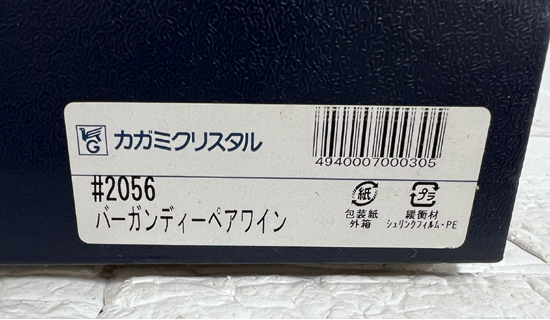 G
カガミクリスタル
4940007000305
#2056
バーガンディーペアワイン
紙
包装紙
外箱
プラ
緩衝材
シュリンクフィルム・PE